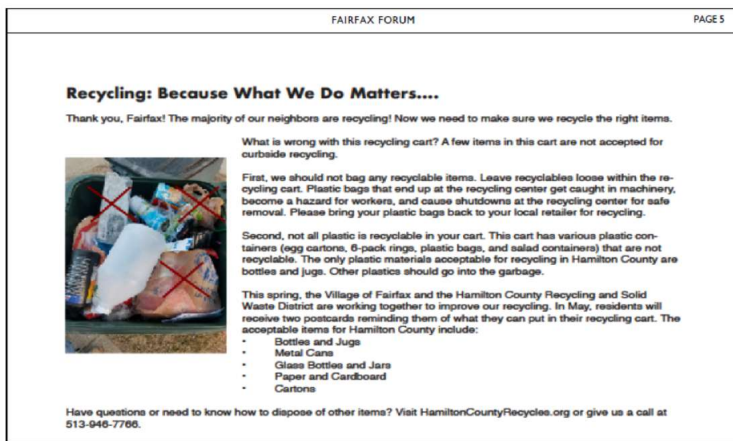 FAIRFAX FORUM PAGE 5
Recycling: Because What We Do Matters....
Thank you, Fairfax! The majority of our neighbors are recycling! Now we need to make sure we recycle the right items.
What is wrong with this recycling cart? A few items in this cart are not accepted for
curbside recycling.
First, we should not bag any recyclable items. Leave recyclables loose within the re-
cycling cart. Plastic bags that end up at the recycling center get caught in machinery,
become a hazard for workers, and cause shutdowns at the recycling center for safe
removal. Please bring your plastic bags back to your local retailer for recycling.
Second, not all plastic is recyclable in your cart. This cart has various plastic con-
tainers (egg cartons, 6-pack rings, plastic bags, and salad containers) that are not
recyclable. The only plastic materials acceptable for recycling in Hamilton County are
bottles and jugs. Other plastics should go into the garbage.
This spring, the Village of Fairfax and the Hamilton County Recycling and Solid
Waste District are working together to improve our recycling. In May, residents will
receive two postcards reminding them of what they can put in their recycling cart. The
acceptable items for Hamilton County include:
• Bottles and Jugs
• Metal Cans
• Glass Bottles and Jars
• Paper and Cardboard
• Cartons
Have questions or need to know how to dispose of other items? Visit HamiltonCountyRecycles.org or give us a call at
513-946-7766.